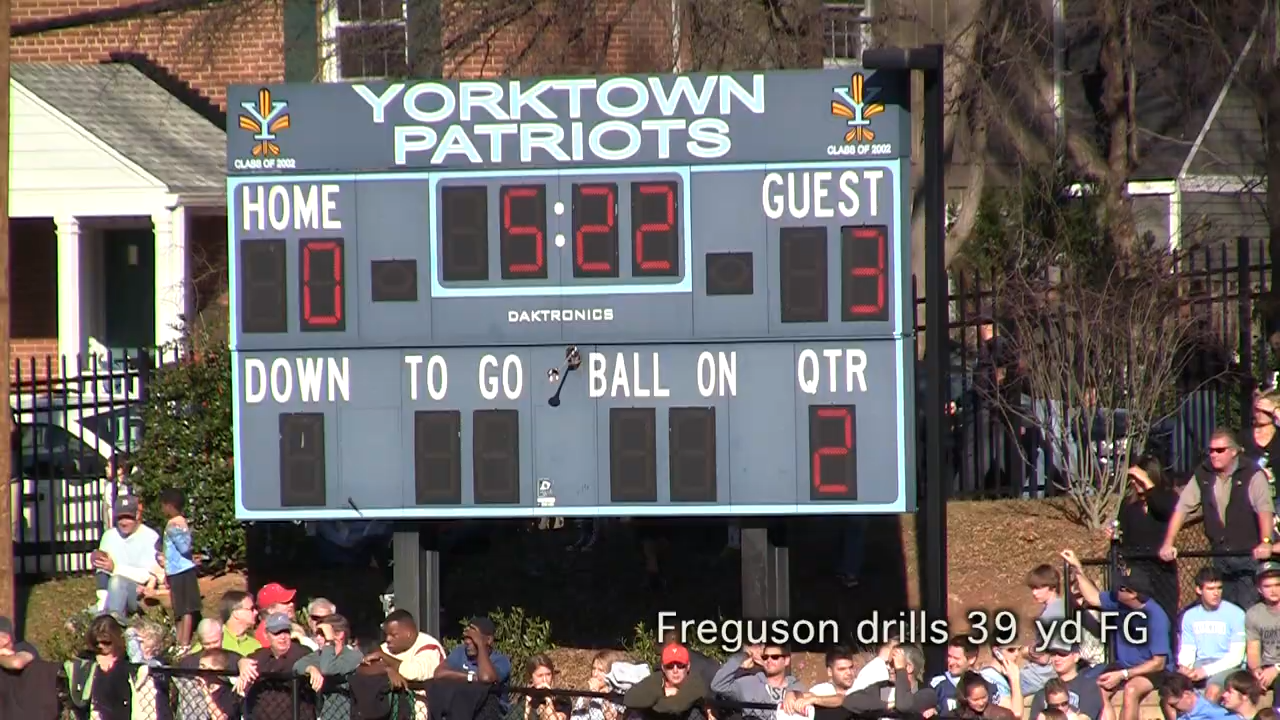 YORKTOWN
PATRIOTS
CLASS OF 2002
CLASS OF 2002
HOME
5:22
GUEST
0
3
DAKTRONICS
DOWN
TO GO
BALL ON
QTR
2
Freguson drills 39 yd FG